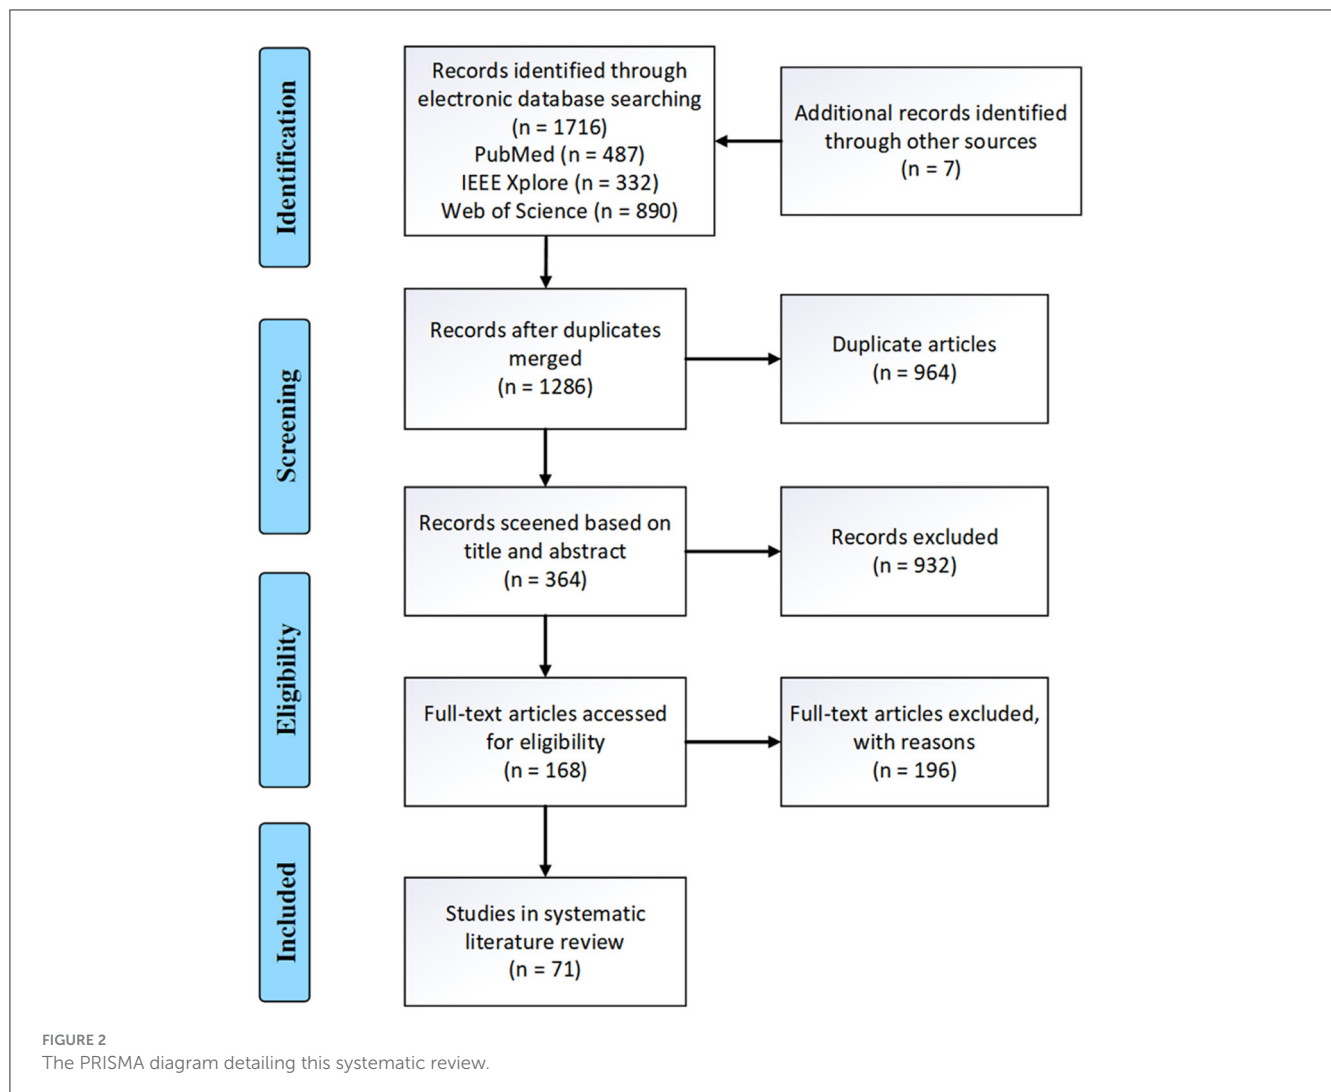 Identification
Records identified through
electronic database searching
(n = 1716)
PubMed (n = 487)
IEEE Xplore (n = 332)
Web of Science (n = 890)
Additional records identified
through other sources
(n = 7)
Screening
Records after duplicates
merged
(n = 1286)
Duplicate articles
(n = 964)
Records sceened based on
title and abstract
(n = 364)
Records excluded
(n = 932)
Eligibility
Full-text articles accessed
for eligibility
(n = 168)
Full-text articles excluded,
with reasons
(n = 196)
Included
Studies in systematic
literature review
(n = 71)
FIGURE 2
The PRISMA diagram detailing this systematic review.